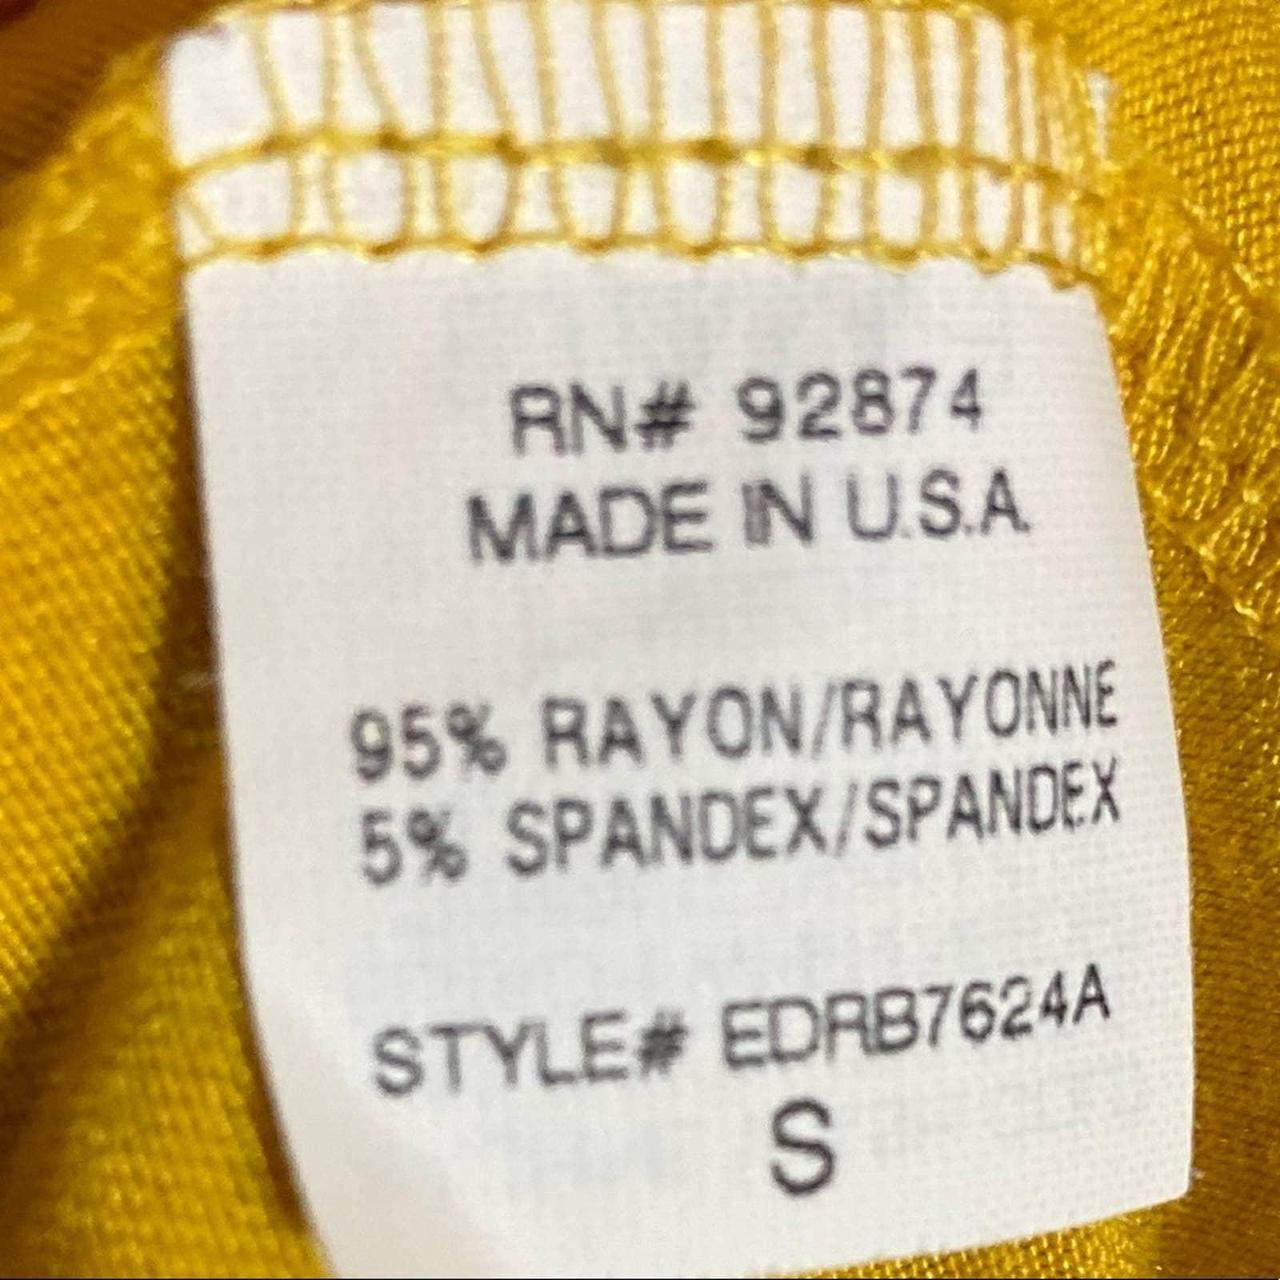 RN# 92874
MADE IN U.S.A.
95% RAYON/RAYONNE
5% SPANDEX/SPANDEX
STYLE# EDRB7624A
S